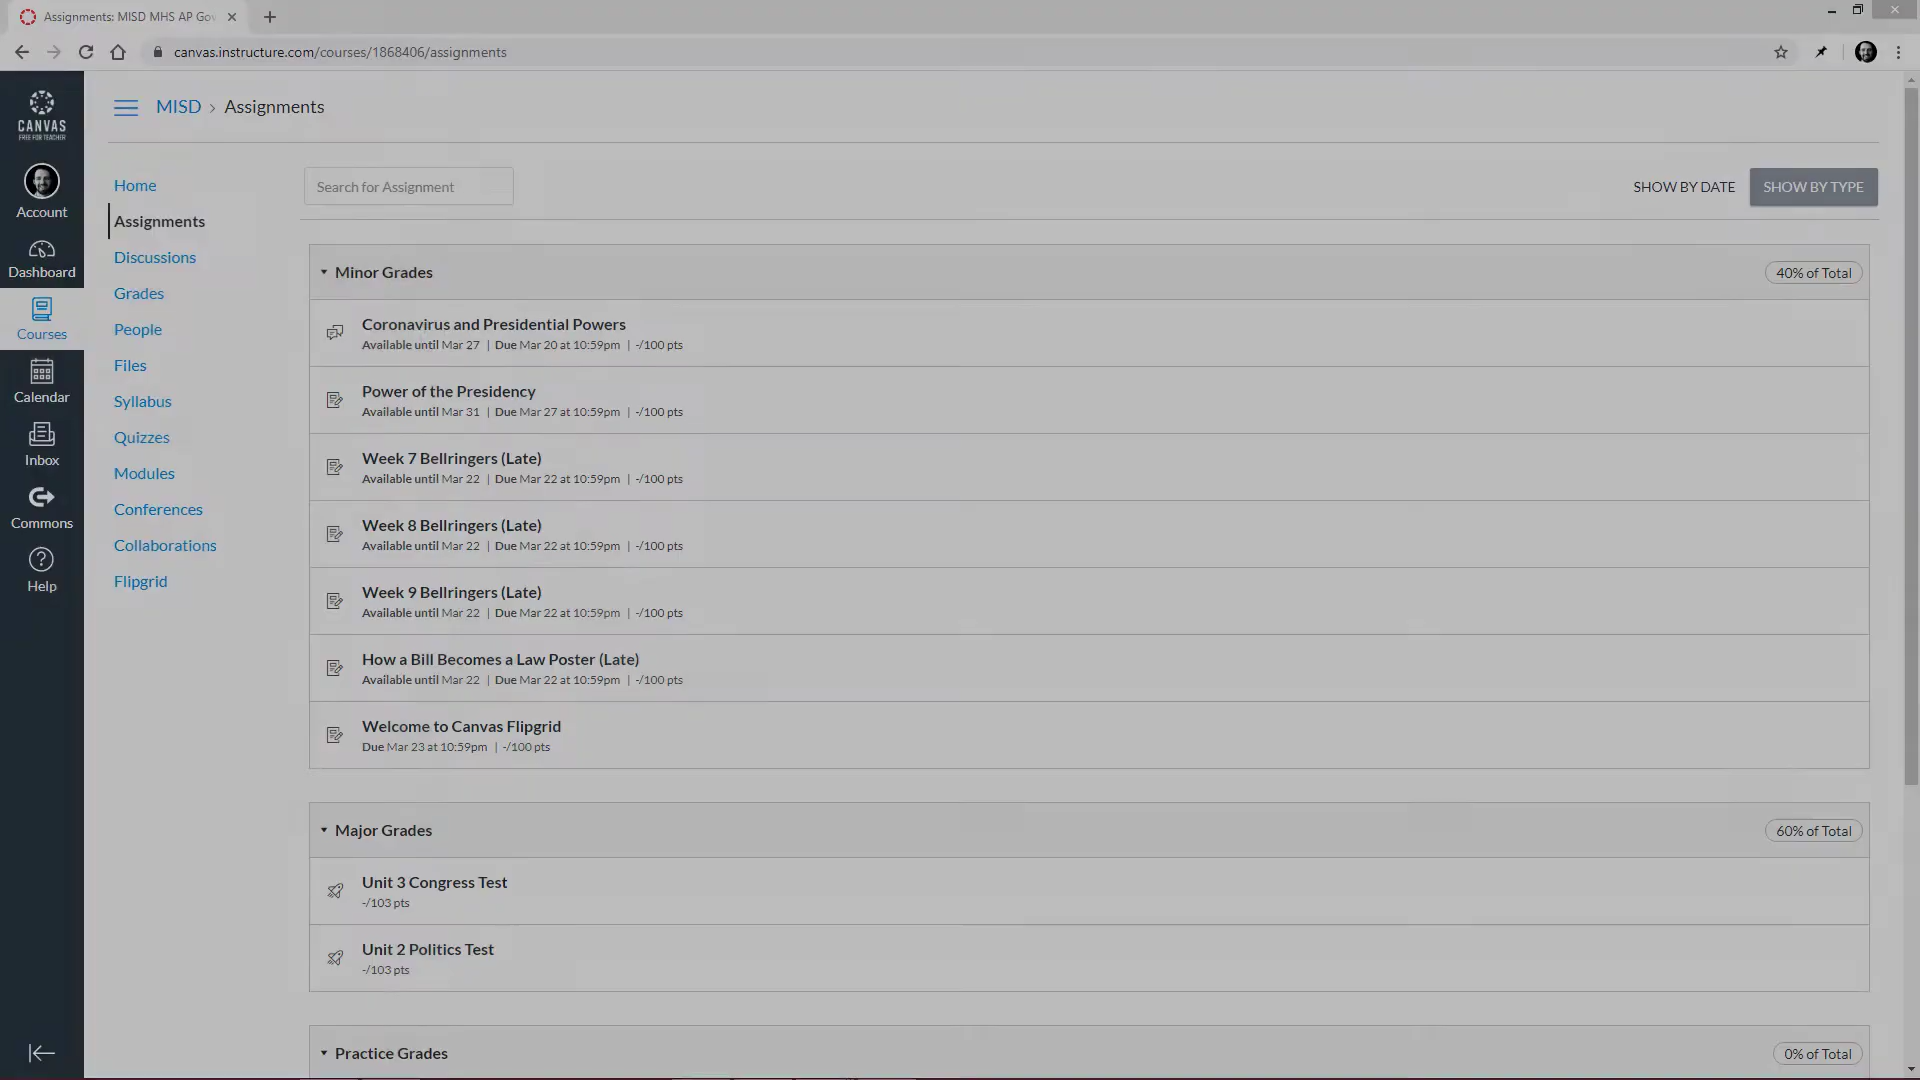 Assignments: MISD MHS AP Gov
canvas.instructure.com/courses/1868406/assignments
CANVAS
FREE FOR TEACHER
Account
Dashboard
Courses
Calendar
Inbox
Commons
Help
MISD › Assignments
Home
Assignments
Discussions
Grades
People
Files
Syllabus
Quizzes
Modules
Conferences
Collaborations
Flipgrid
Search for Assignment
SHOW BY DATE
SHOW BY TYPE
Minor Grades
40% of Total
Coronavirus and Presidential Powers
Available until Mar 27 | Due Mar 20 at 10:59pm | -/100 pts
Power of the Presidency
Available until Mar 31 | Due Mar 27 at 10:59pm | -/100 pts
Week 7 Bellringers (Late)
Available until Mar 22 | Due Mar 22 at 10:59pm | -/100 pts
Week 8 Bellringers (Late)
Available until Mar 22 | Due Mar 22 at 10:59pm | -/100 pts
Week 9 Bellringers (Late)
Available until Mar 22 | Due Mar 22 at 10:59pm | -/100 pts
How a Bill Becomes a Law Poster (Late)
Available until Mar 22 | Due Mar 22 at 10:59pm | -/100 pts
Welcome to Canvas Flipgrid
Due Mar 23 at 10:59pm | -/100 pts
Major Grades
60% of Total
Unit 3 Congress Test
-/103 pts
Unit 2 Politics Test
-/103 pts
Practice Grades
0% of Total